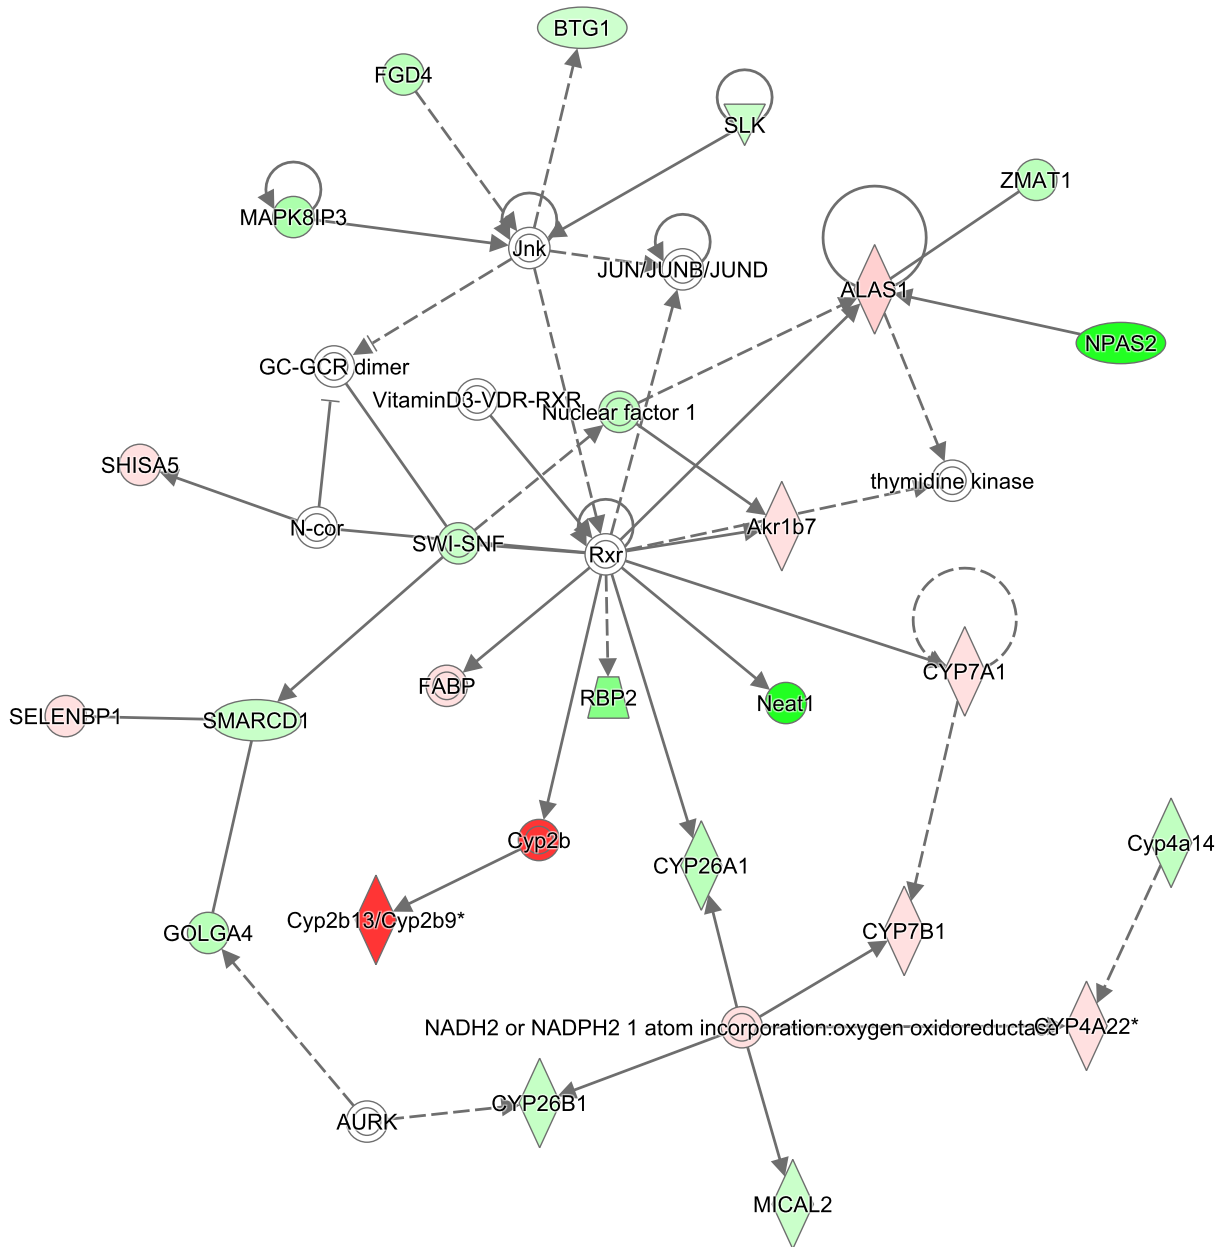 BTG1
FGD4
SLK
ZMAT1
MAPK8IP3
Jnk
JUN/JUNB/JUND
ALAS1
NPAS2
GC-GCR dimer
VitaminD3-VDR-RXR
Nuclear factor 1
SHISA5
thymidine kinase
N-cor
Akr1b7
SWI-SNF
Rxr
CYP7A1
FABP
RBP2
Neat1
SELENBP1
SMARCD1
Cyp2b
Cyp4a14
CYP26A1
Cyp2b13/Cyp2b9*
CYP7B1
GOLGA4
NADH2 or NADPH2 1 atom incorporation:oxygen oxidoreductase
CYP4A22*
CYP26B1
AURK
MICAL2